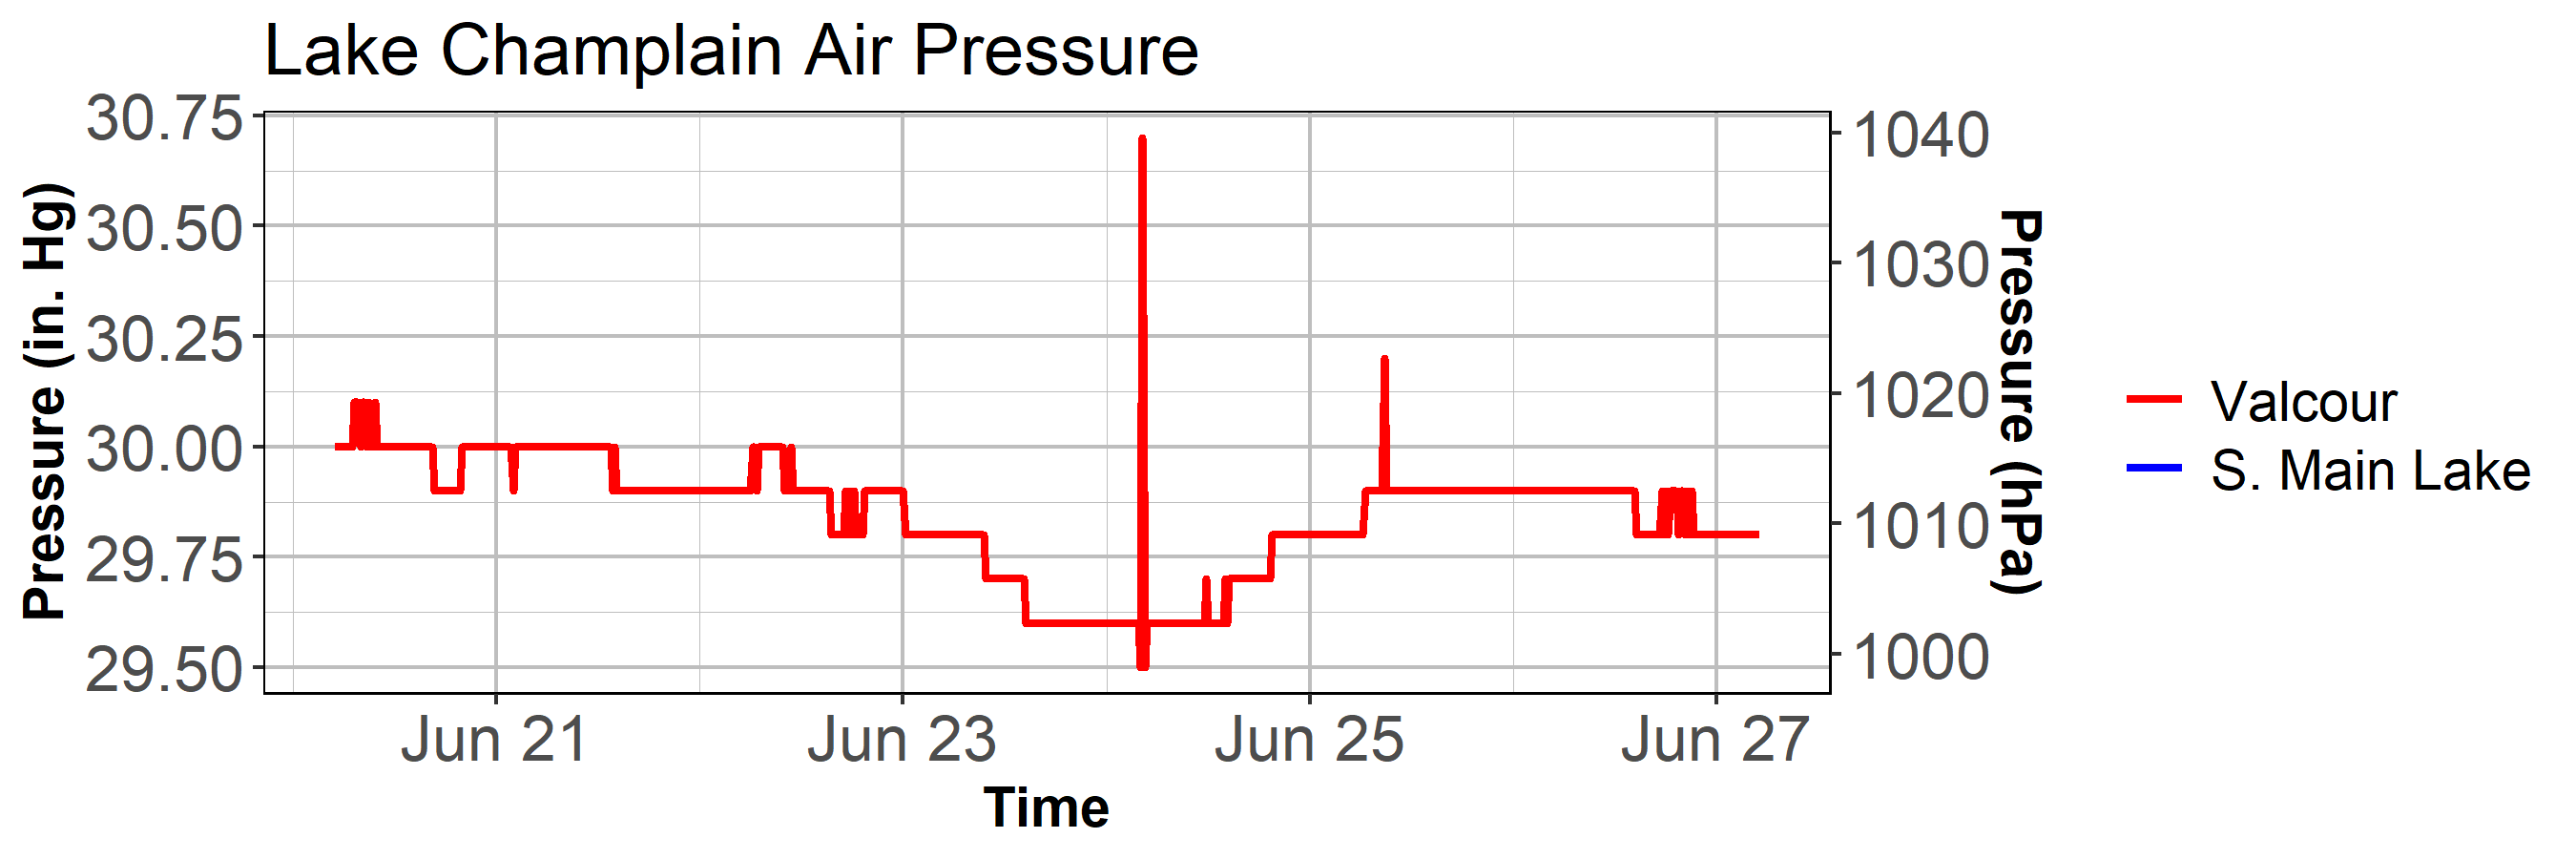 Lake Champlain Air Pressure
Pressure (in. Hg)
30.75
30.50
30.25
30.00
29.75
29.50
1040
1030
1020
1010
1000
Pressure (hPa)
Jun 21
Jun 23
Jun 25
Jun 27
Time
Valcour
S. Main Lake